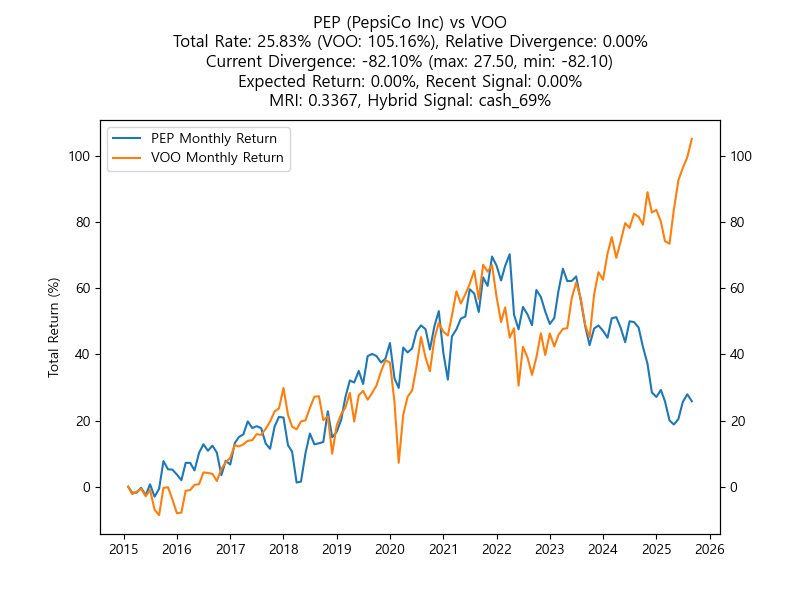 PEP (PepsiCo Inc) vs VOO
Total Rate: 25.83% (VOO: 105.16%), Relative Divergence: 0.00%
Current Divergence: -82.10% (max: 27.50, min: -82.10)
Expected Return: 0.00%, Recent Signal: 0.00%
MRI: 0.3367, Hybrid Signal: cash_69%
PEP Monthly Return
VOO Monthly Return
Total Return (%)
100
80
60
40
20
0
100
80
60
40
20
0
2015 2016 2017 2018 2019 2020 2021 2022 2023 2024 2025 2026